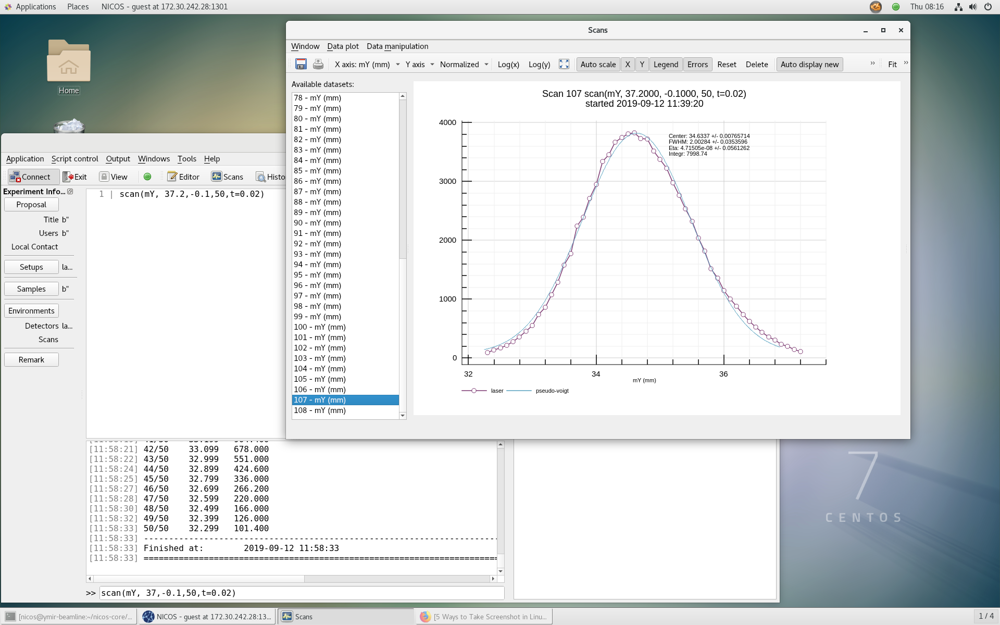 Applications Places NICOS - guest at 172.30.242.28:1301 Thu 08:16
Home
Scans
Window Data plot Data manipulation
X axis: mY (mm) Y axis Normalized Log(x) Log(y) Auto scale X Y Legend Errors Reset Delete Auto display new » Fit »
Available datasets:
78 - mY (mm)
79 - mY (mm)
80 - mY (mm)
81 - mY (mm)
82 - mY (mm)
83 - mY (mm)
84 - mY (mm)
85 - mY (mm)
86 - mY (mm)
87 - mY (mm)
88 - mY (mm)
89 - mY (mm)
90 - mY (mm)
91 - mY (mm)
92 - mY (mm)
93 - mY (mm)
94 - mY (mm)
95 - mY (mm)
96 - mY (mm)
97 - mY (mm)
98 - mY (mm)
99 - mY (mm)
100 - mY (mm)
101 - mY (mm)
102 - mY (mm)
103 - mY (mm)
104 - mY (mm)
105 - mY (mm)
106 - mY (mm)
107 - mY (mm)
108 - mY (mm)
Scan 107 scan(mY, 37.2000, -0.1000, 50, t=0.02)
started 2019-09-12 11:39:20
4000
3000
2000
1000
0
Center: 34.6337 +/- 0.00765714
FWHM: 2.00284 +/- 0.0353596
Eta: 4.71505e-08 +/- 0.0561262
Integr: 7998.74
32 34 36
mY (mm)
laser pseudo-voigt
Application Script control Output Windows Tools Help
Connect Exit View Editor Scans Histo
Experiment Info...
Proposal
Title b''
Users b''
Local Contact
Setups la...
Samples b''
Environments
Detectors la...
Scans
Remark
1 | scan(mY, 37.2,-0.1,50,t=0.02)
[11:58:21] 42/50 33.099 678.000
[11:58:22] 43/50 32.999 551.000
[11:58:24] 44/50 32.899 424.600
[11:58:25] 45/50 32.799 336.000
[11:58:27] 46/50 32.699 266.200
[11:58:28] 47/50 32.599 220.000
[11:58:30] 48/50 32.499 166.000
[11:58:32] 49/50 32.399 126.000
[11:58:33] 50/50 32.299 101.400
[11:58:33] ----------------------------------------------------------------------
[11:58:33] Finished at: 2019-09-12 11:58:33
[11:58:33] ======================================================================
>> scan(mY, 37,-0.1,50,t=0.02)
7
CENTOS
[nicos@ymir-beamline:~/nicos-core/... NICOS - guest at 172.30.242.28:13... Scans [5 Ways to Take Screenshot in Linu... 1 / 4